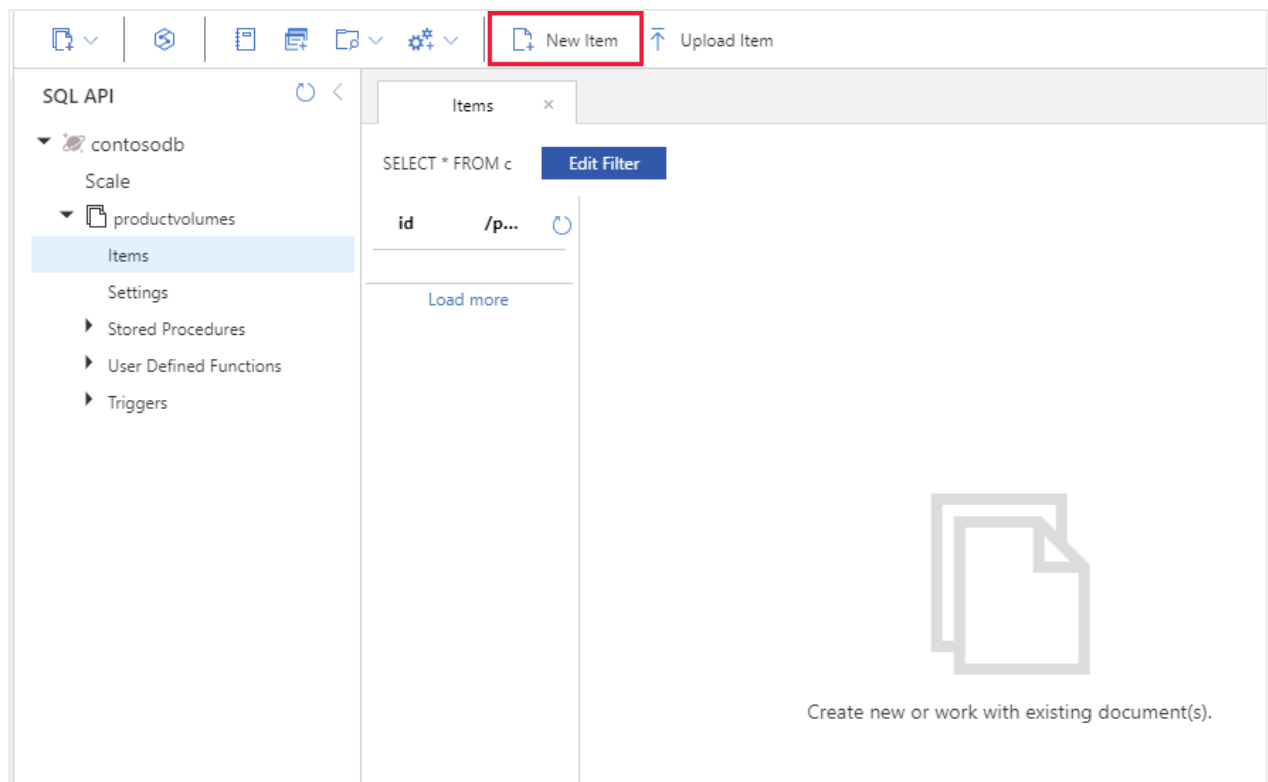 New Item
Upload Item
SQL API
Items
contosodb
SELECT * FROM c
Edit Filter
Scale
productvolumes
id
/p...
Items
Settings
Load more
Stored Procedures
User Defined Functions
Triggers
Create new or work with existing document(s).